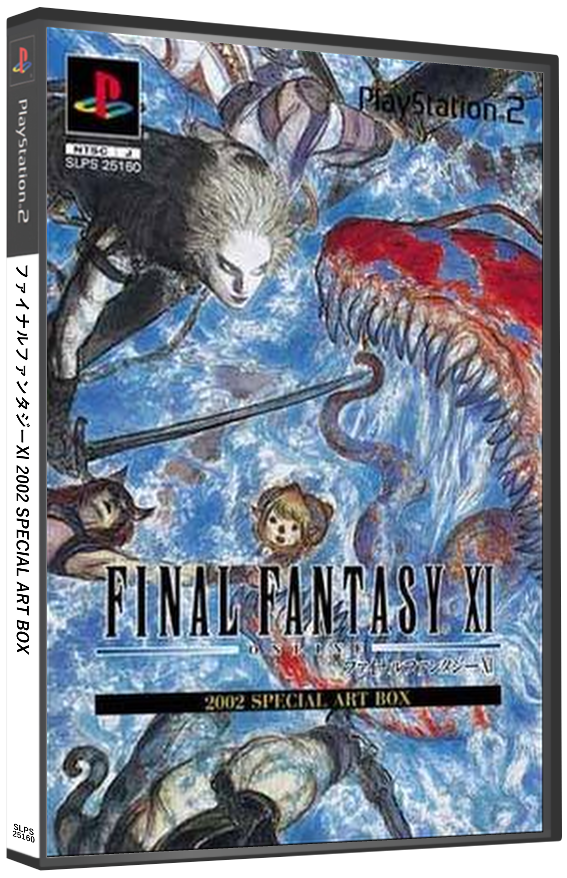 PlayStation.2
ファイナルファンタジーXI 2002 SPECIAL ART BOX
SLPS
25160
PlayStation.2
NTSC J
SLPS 25160
FINAL FANTASY XI
ONLINE
ファイナルファンタジーXI
2002 SPECIAL ART BOX